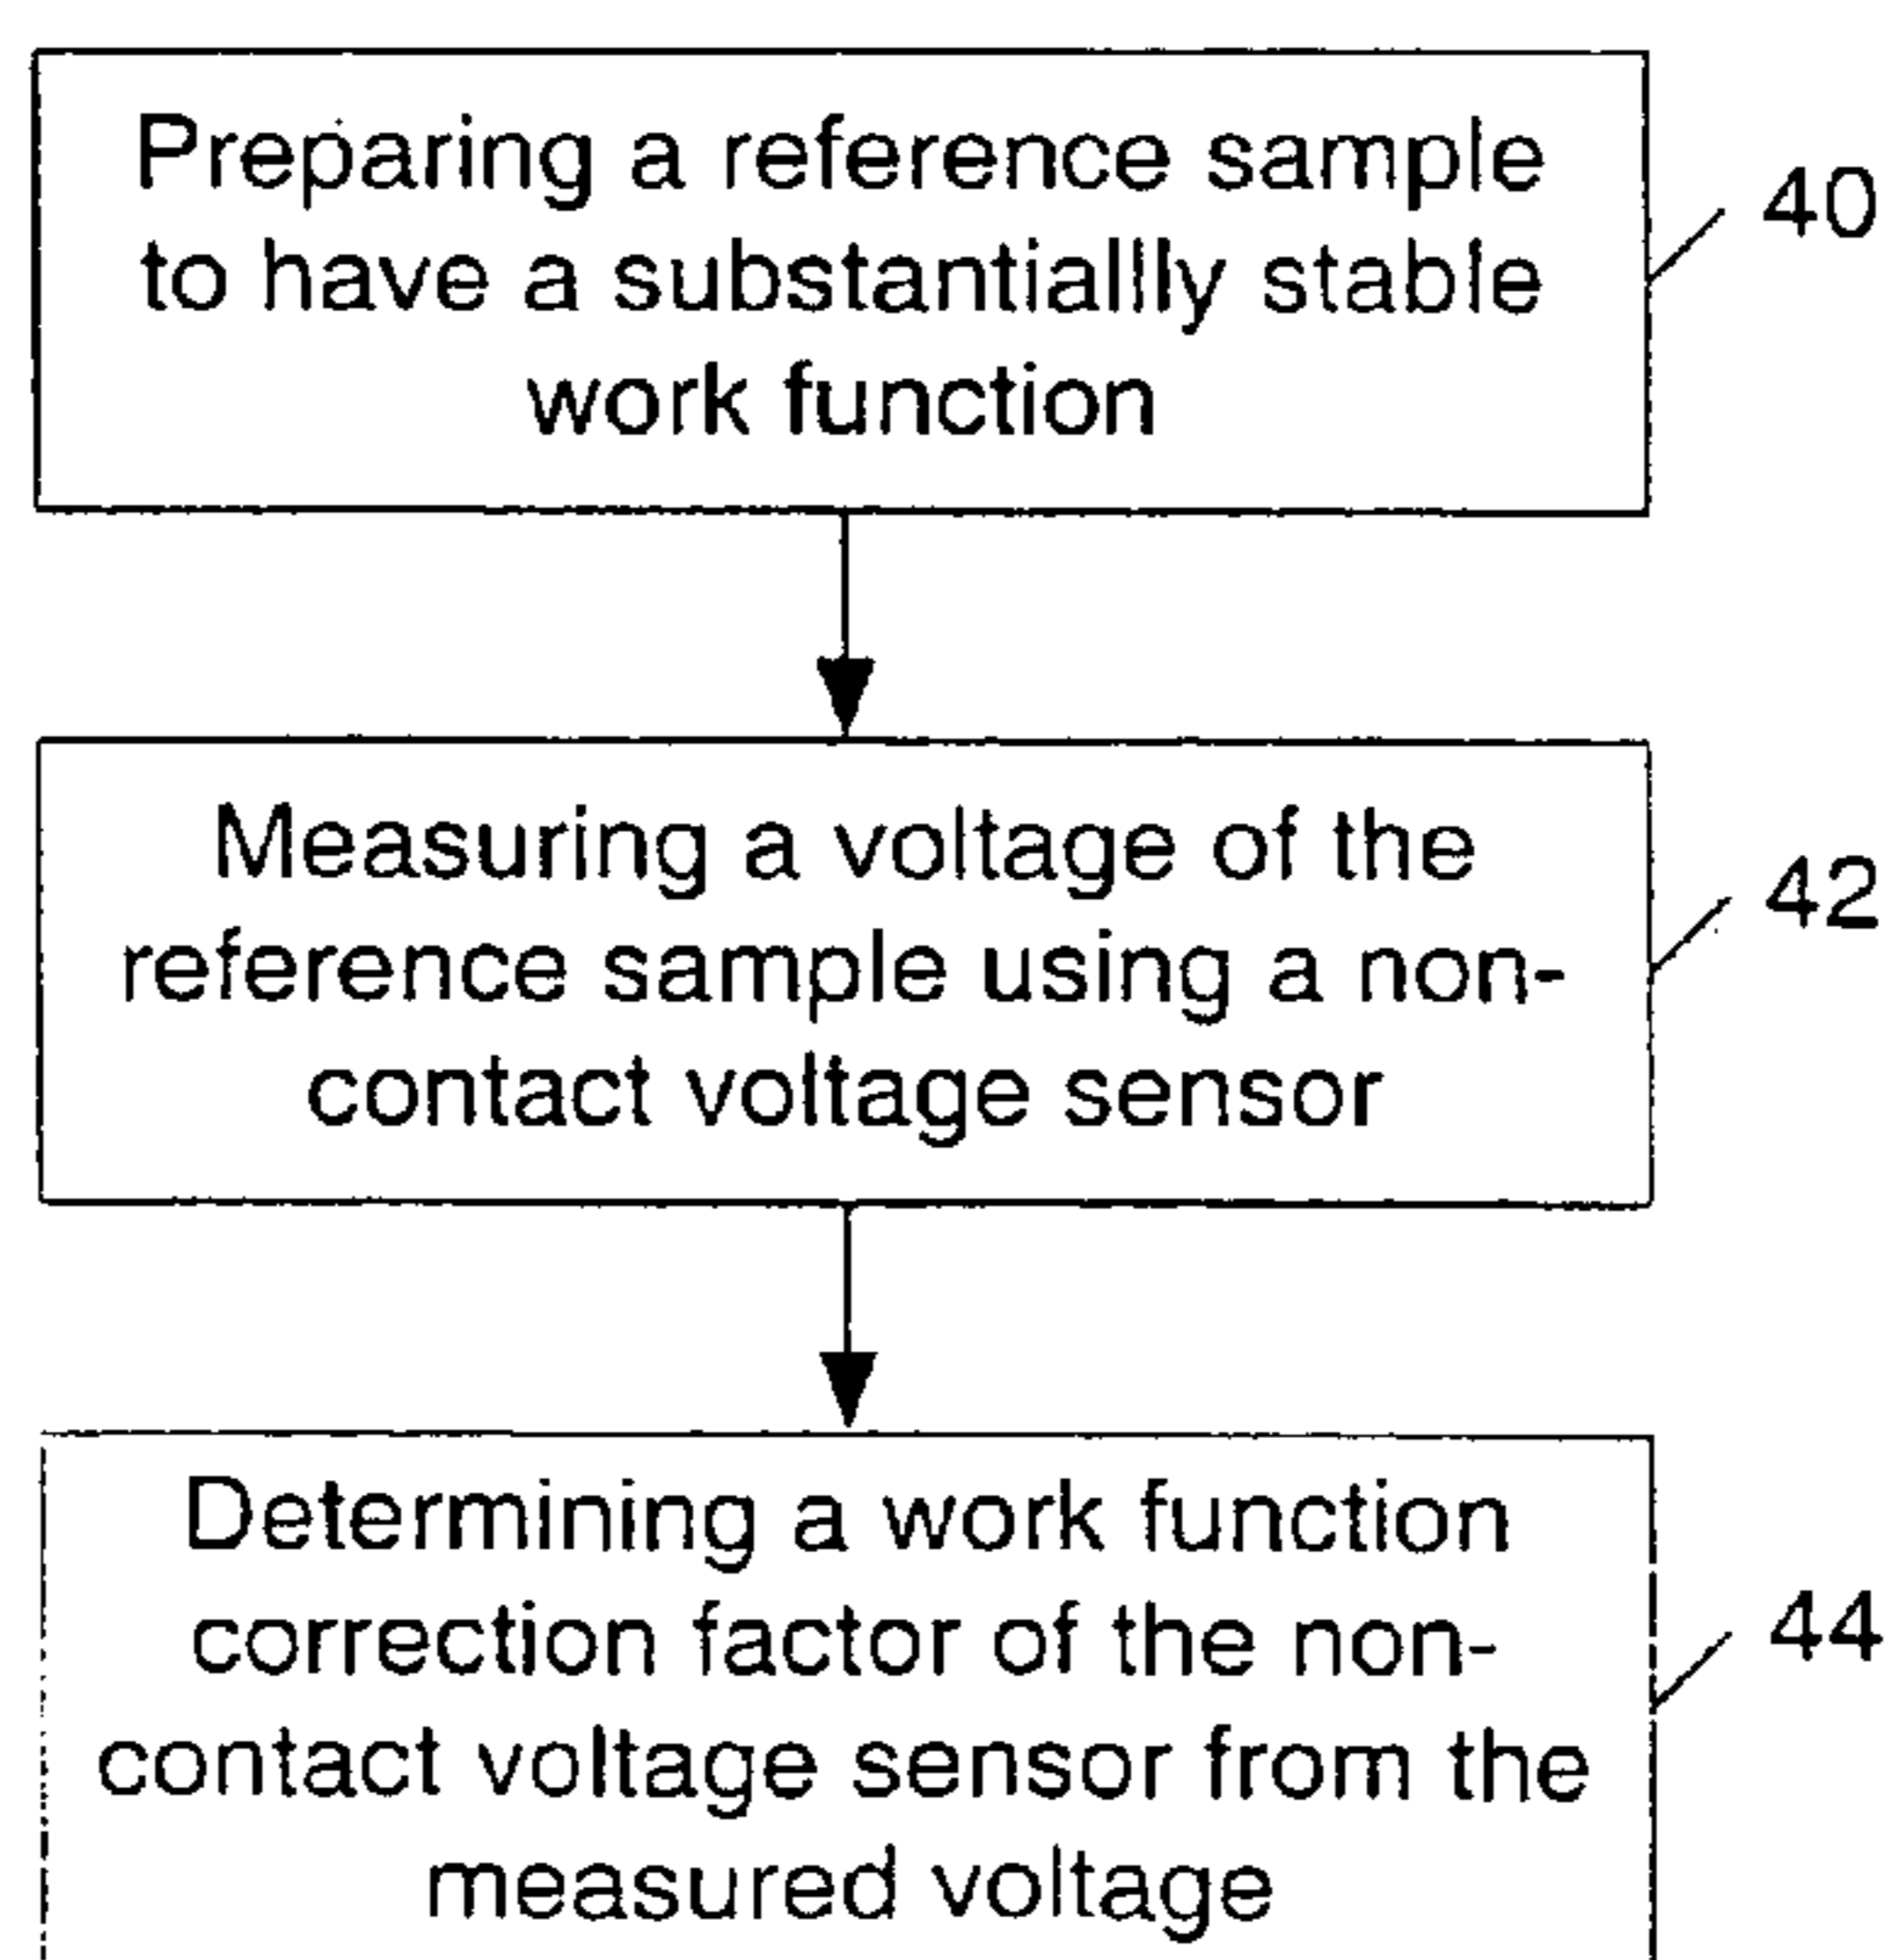 Preparing a reference sample
40
to have a substantially stable
work function
Measuring a voltage of the
42
reference sample using a non-
contact voltage sensor
Determining a work function
correction factor of the non-
44
contact voltage sensor from the
measured voltage